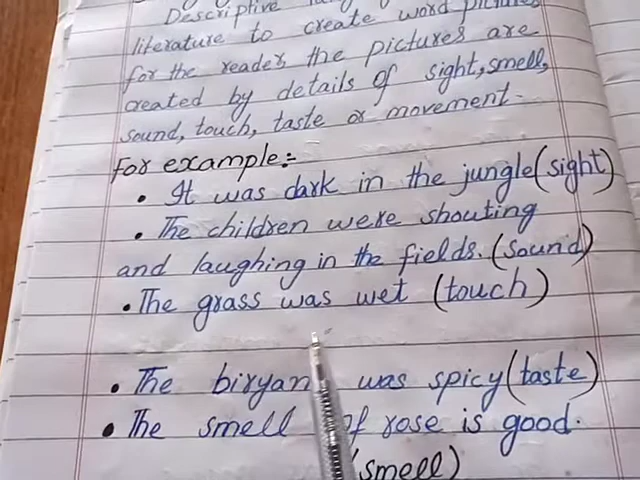 Descriptive
literature to create word pictures
for the reader, the pictures are
created by details of sight, smell,
sound, touch, taste or movement.
For example:-
• It was dark in the jungle (sight)
• The children were shouting
and laughing in the fields. (Sound)
• The grass was wet (touch)
• The biryan was spicy (taste)
• The smell of rose is good.
(smell)